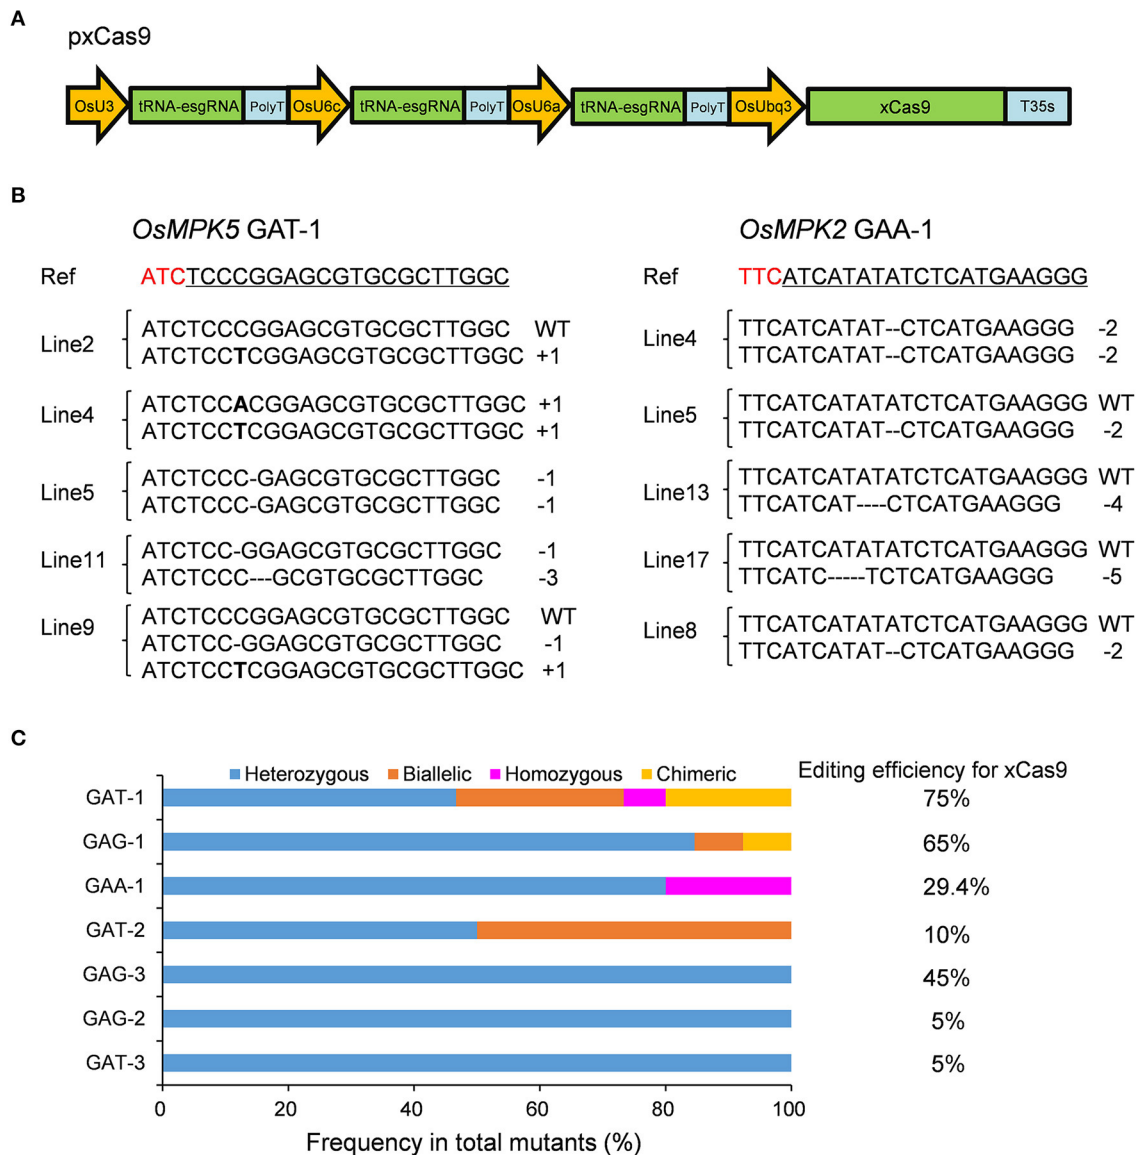 A
pxCas9
OsU3 tRNA-esgRNA PolyT OsU6c tRNA-esgRNA PolyT OsU6a tRNA-esgRNA PolyT OsUbq3 xCas9 T35s
B
OsMPK5 GAT-1
Ref ATCTCCCGGAGCGTGCGCTTGGC
Line2
ATCTCCCGGAGCGTGCGCTTGGC WT
ATCTCCTCGGAGCGTGCGCTTGGC +1
Line4
ATCTCCACGGAGCGTGCGCTTGGC +1
ATCTCCTCGGAGCGTGCGCTTGGC +1
Line5
ATCTCCC-GAGCGTGCGCTTGGC -1
ATCTCCC-GAGCGTGCGCTTGGC -1
Line11
ATCTCC-GGAGCGTGCGCTTGGC -1
ATCTCCC---GCGTGCGCTTGGC -3
Line9
ATCTCCCGGAGCGTGCGCTTGGC WT
ATCTCC-GGAGCGTGCGCTTGGC -1
ATCTCCTCGGAGCGTGCGCTTGGC +1
OsMPK2 GAA-1
Ref TTCATCATATATCTCATGAAGGG
Line4
TTCATCATAT--CTCATGAAGGG -2
TTCATCATAT--CTCATGAAGGG -2
Line5
TTCATCATATATCTCATGAAGGG WT
TTCATCATAT--CTCATGAAGGG -2
Line13
TTCATCATATATCTCATGAAGGG WT
TTCATCAT----CTCATGAAGGG -4
Line17
TTCATCATATATCTCATGAAGGG WT
TTCATC-----TCTCATGAAGGG -5
Line8
TTCATCATATATCTCATGAAGGG WT
TTCATCATAT--CTCATGAAGGG -2
C
Heterozygous Biallelic Homozygous Chimeric Editing efficiency for xCas9
GAT-1 75%
GAG-1 65%
GAA-1 29.4%
GAT-2 10%
GAG-3 45%
GAG-2 5%
GAT-3 5%
0 20 40 60 80 100
Frequency in total mutants (%)